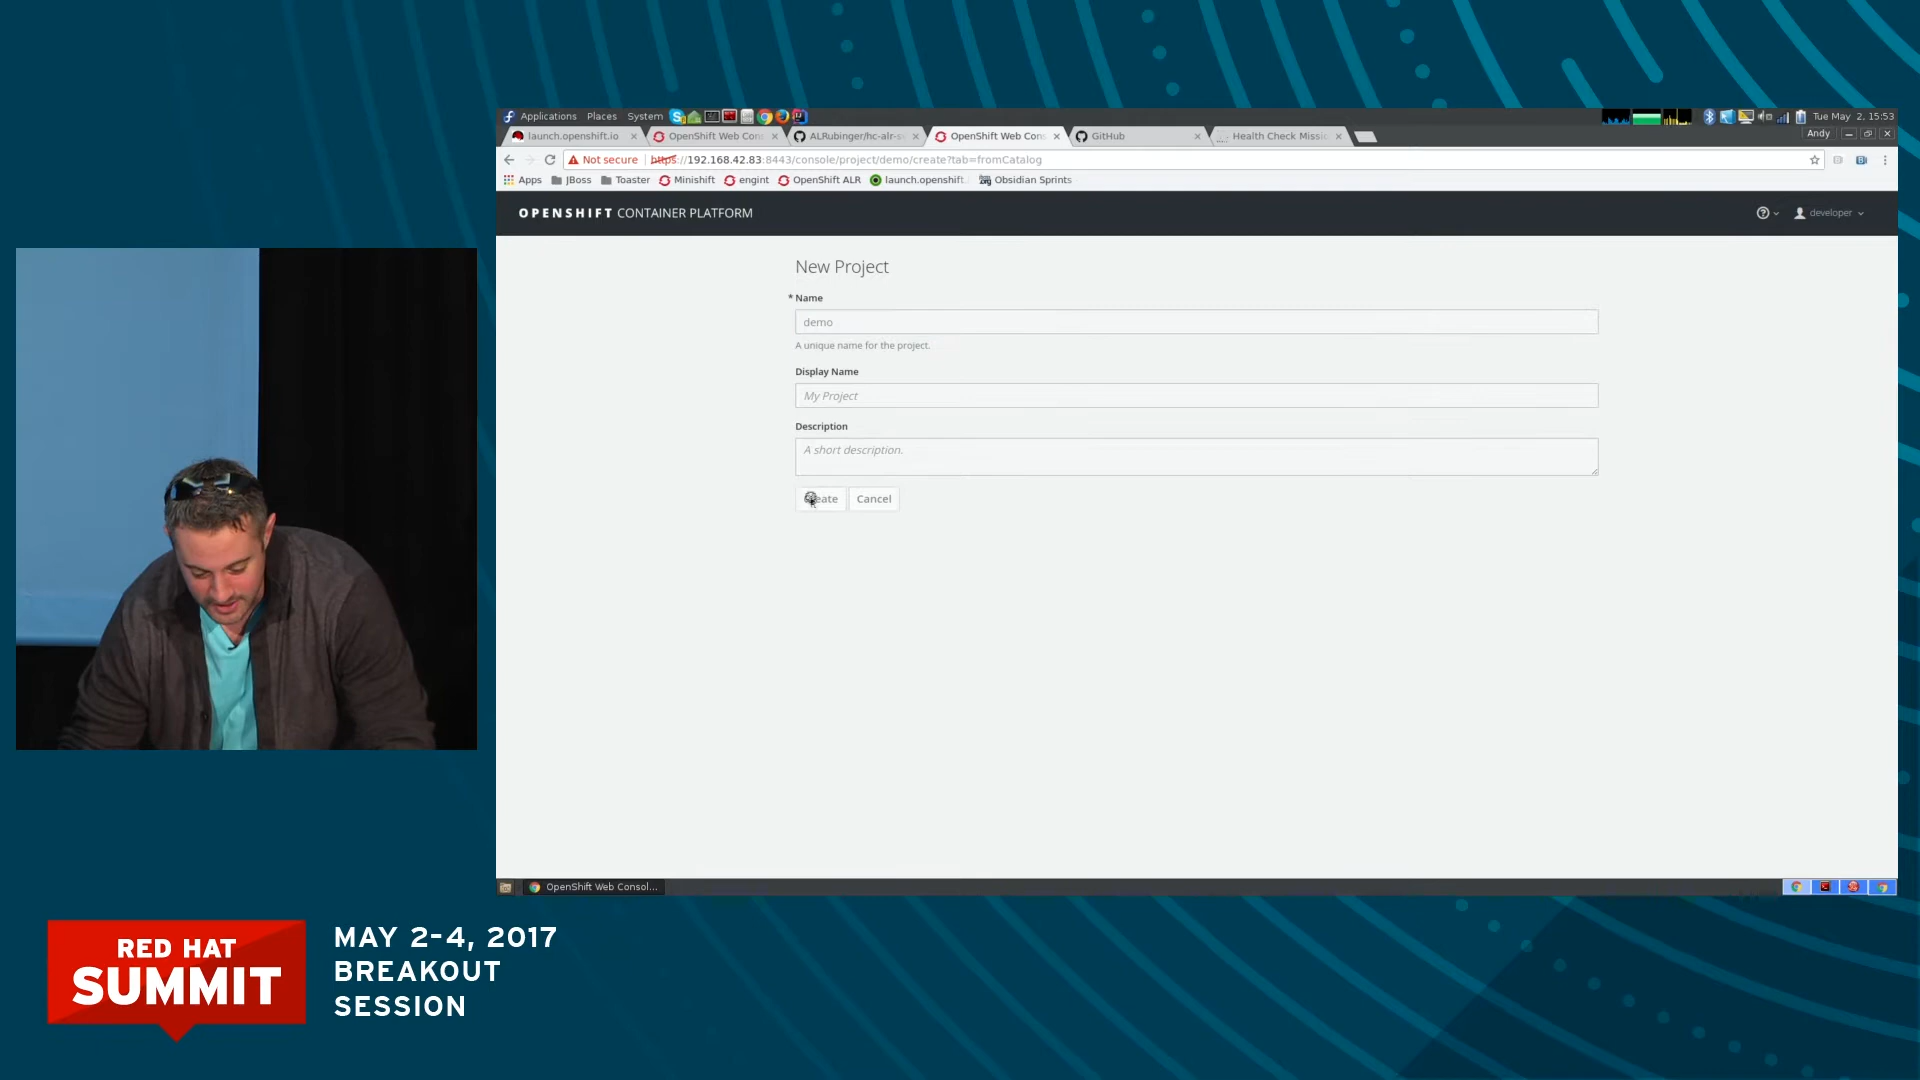 Applications Places System
Tue May 2, 15:53
launch.openshift.io
OpenShift Web Cons
ALRubinger/hc-alr-s
OpenShift Web Cons
GitHub
Health Check Missi
Andy
Not secure https://192.168.42.83:8443/console/project/demo/create?tab=fromCatalog
Apps JBoss Toaster Minishift engint OpenShift ALR launch.openshift. Obsidian Sprints
OPENSHIFT CONTAINER PLATFORM
developer
New Project
* Name
demo
A unique name for the project.
Display Name
My Project
Description
A short description.
Cancel
OpenShift Web Consol...
RED HAT
SUMMIT
MAY 2-4, 2017
BREAKOUT
SESSION